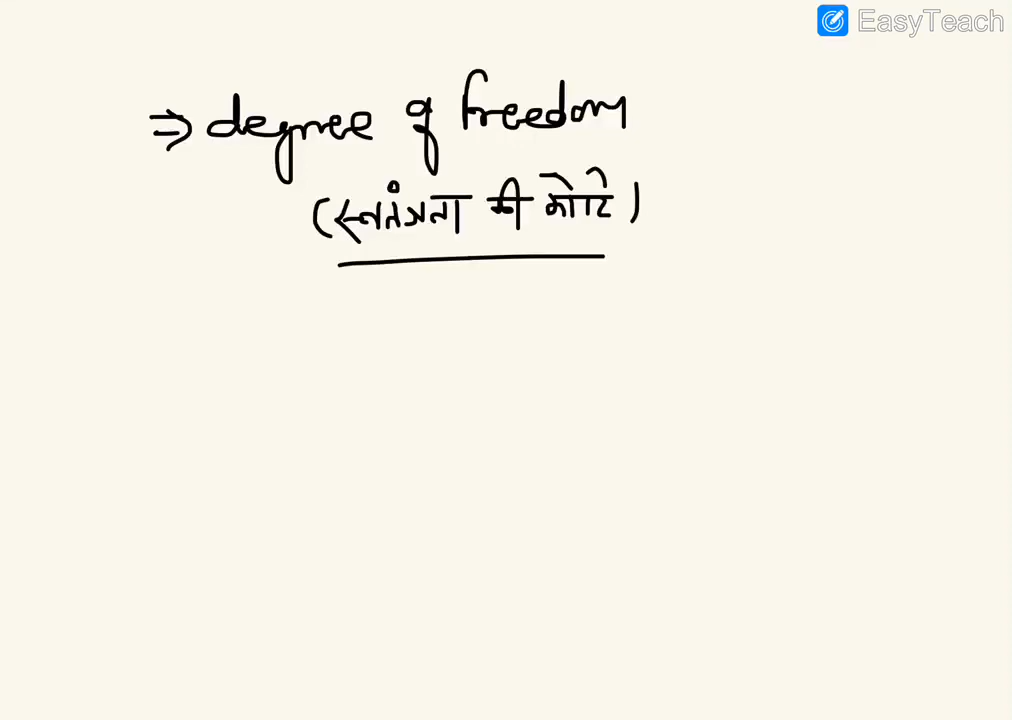 EasyTeach
⇒ degree of freedom
(स्वतंत्रता की कोटि)